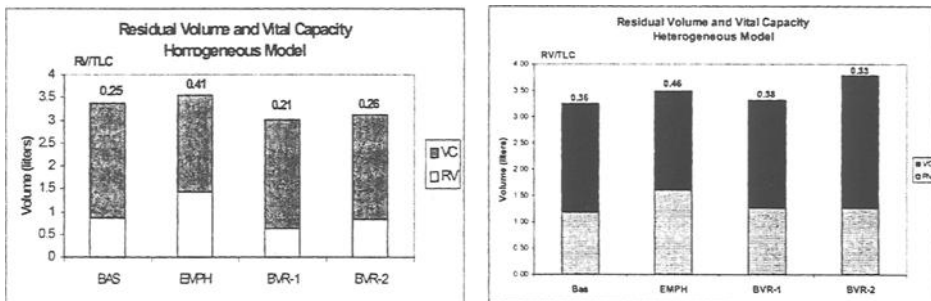 Residual Volume and Vital Capacity
Homogeneous Model
RV/TLC
4
3.5
3
2.5
2
1.5
1
0.5
0
Volume (liters)
0.25
0.41
0.21
0.26
BAS
EMPH
BVR-1
BVR-2
VC
RV
Residual Volume and Vital Capacity
Heterogeneous Model
RV/TLC
4.00
3.50
3.00
2.50
2.00
1.50
1.00
0.50
0.00
Volume (liters)
0.36
0.46
0.38
0.33
Bas
EMPH
BVR-1
BVR-2
VC
RV